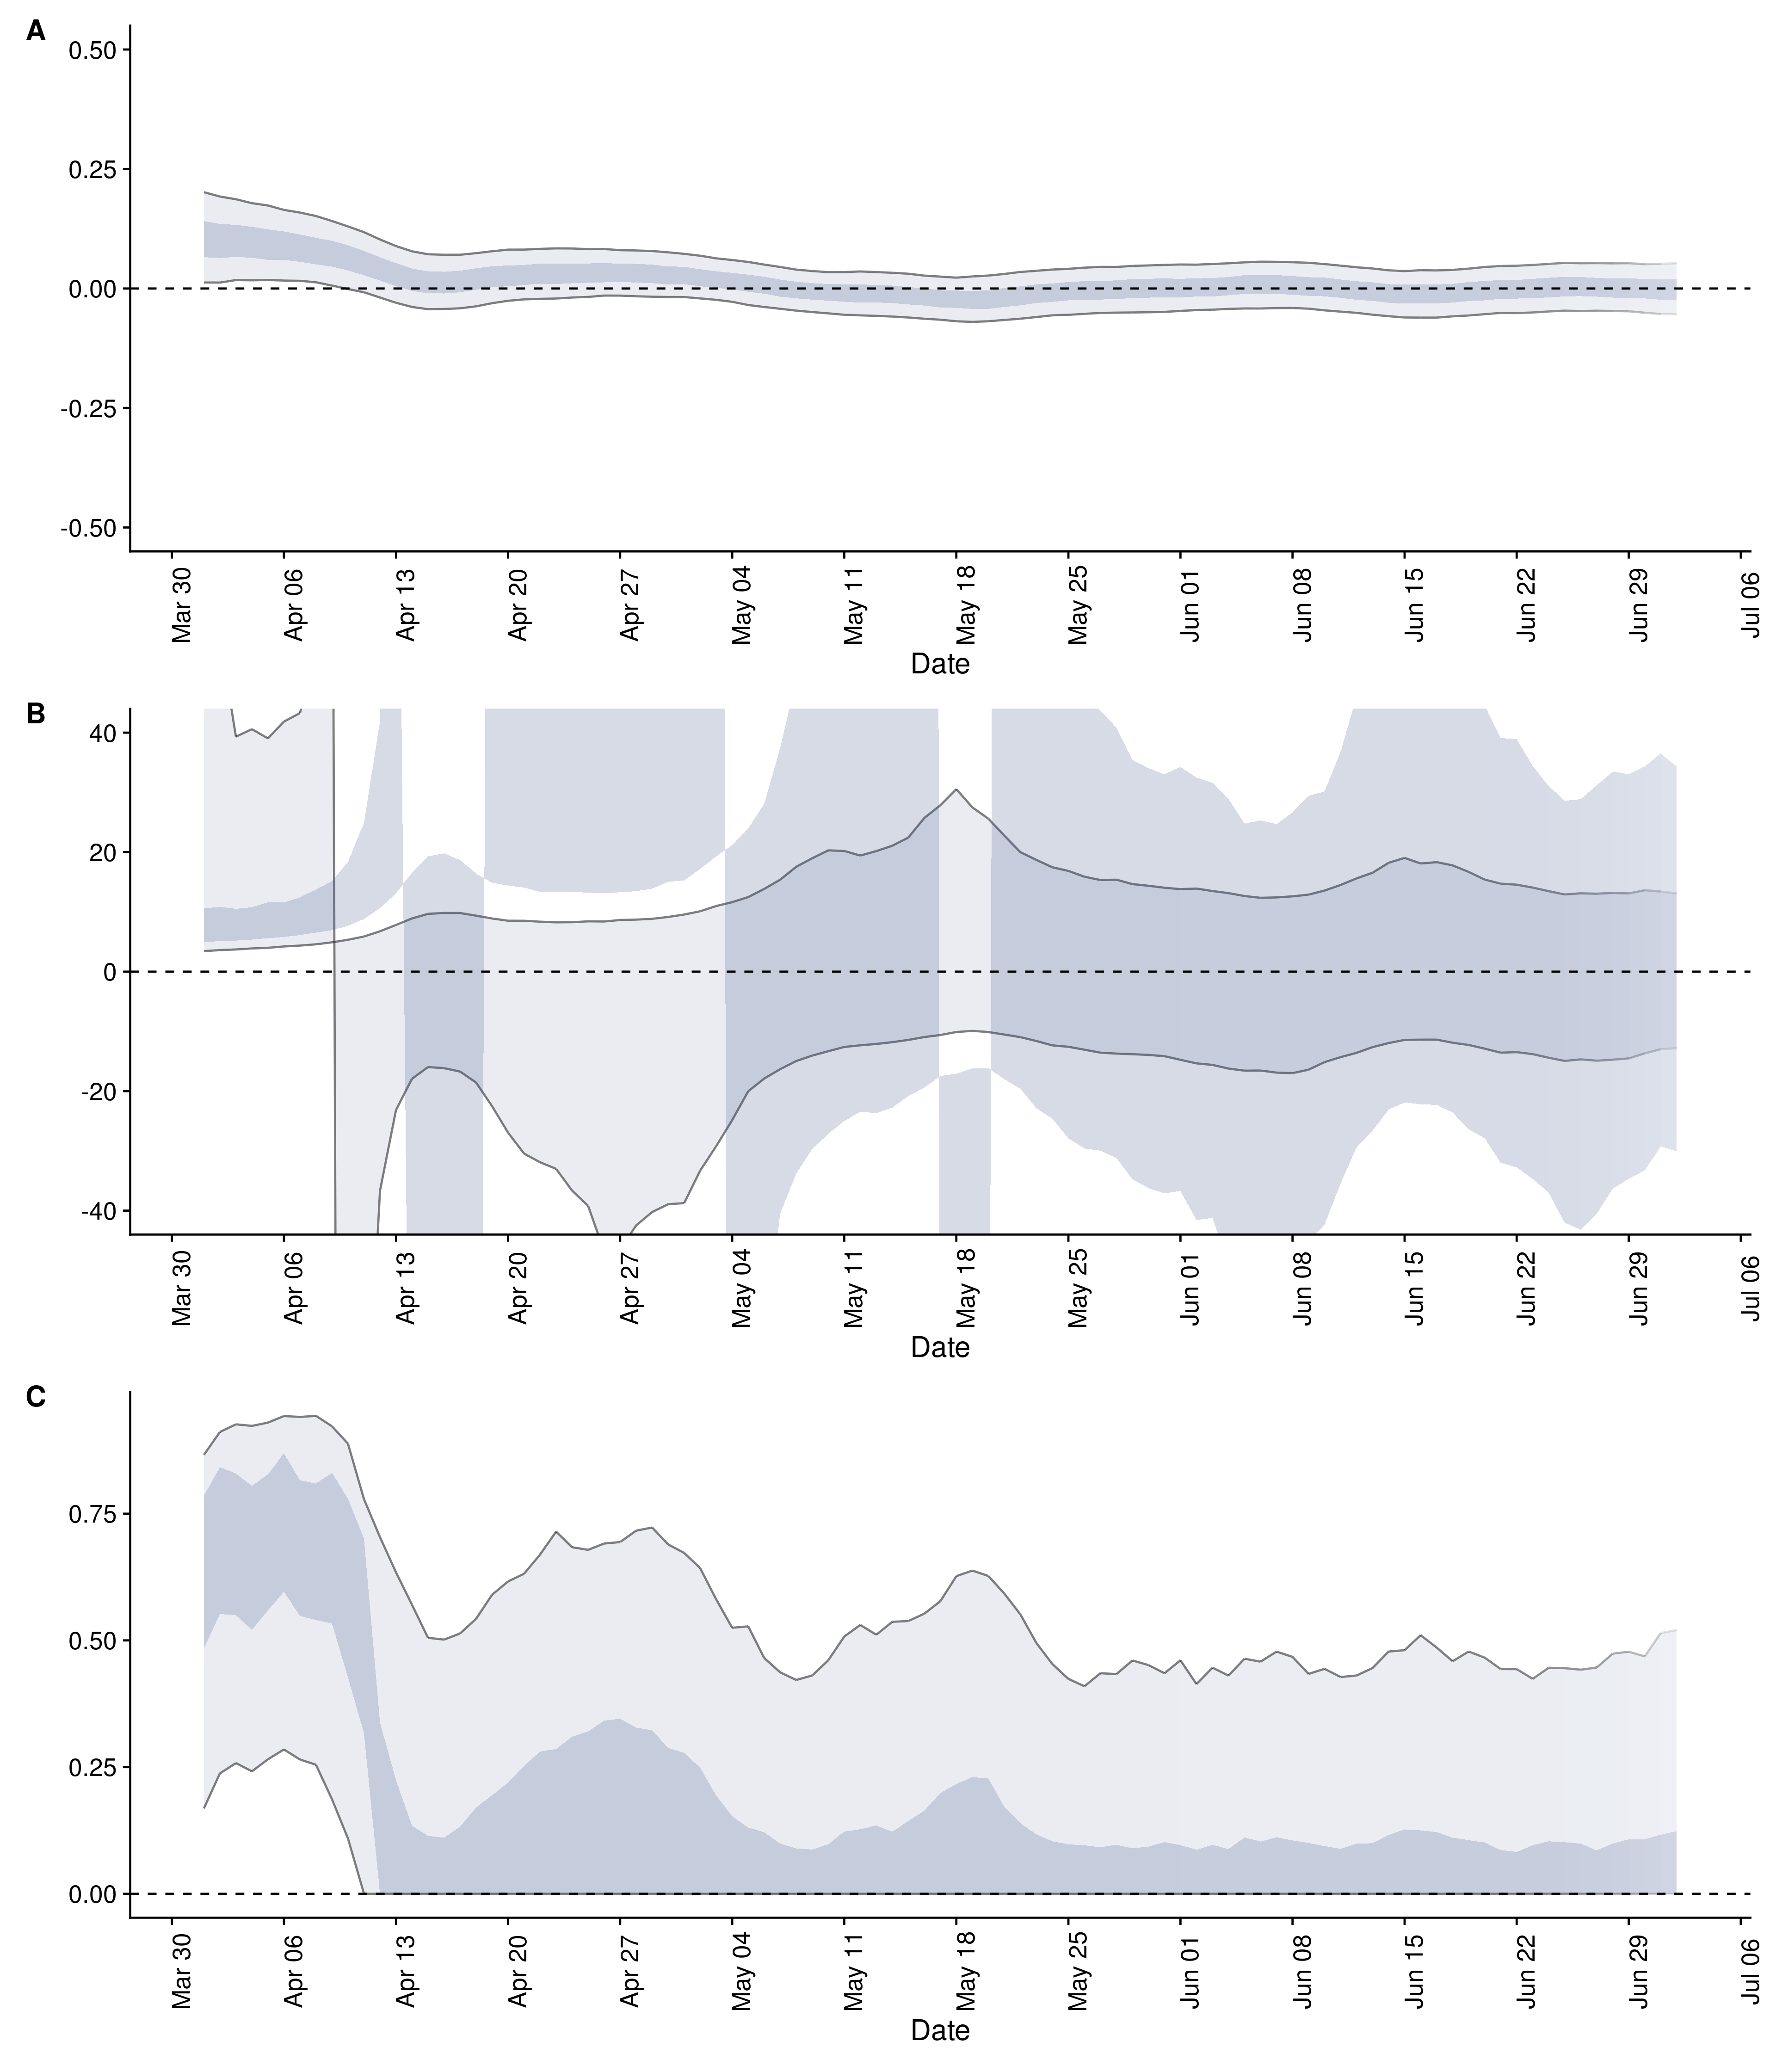 A
0.50
0.25
0.00
-0.25
-0.50
Mar 30
Apr 06
Apr 13
Apr 20
Apr 27
May 04
May 11
May 18
May 25
Jun 01
Jun 08
Jun 15
Jun 22
Jun 29
Jul 06
Date
B
40
20
0
-20
-40
Mar 30
Apr 06
Apr 13
Apr 20
Apr 27
May 04
May 11
May 18
May 25
Jun 01
Jun 08
Jun 15
Jun 22
Jun 29
Jul 06
Date
C
0.75
0.50
0.25
0.00
Mar 30
Apr 06
Apr 13
Apr 20
Apr 27
May 04
May 11
May 18
May 25
Jun 01
Jun 08
Jun 15
Jun 22
Jun 29
Jul 06
Date